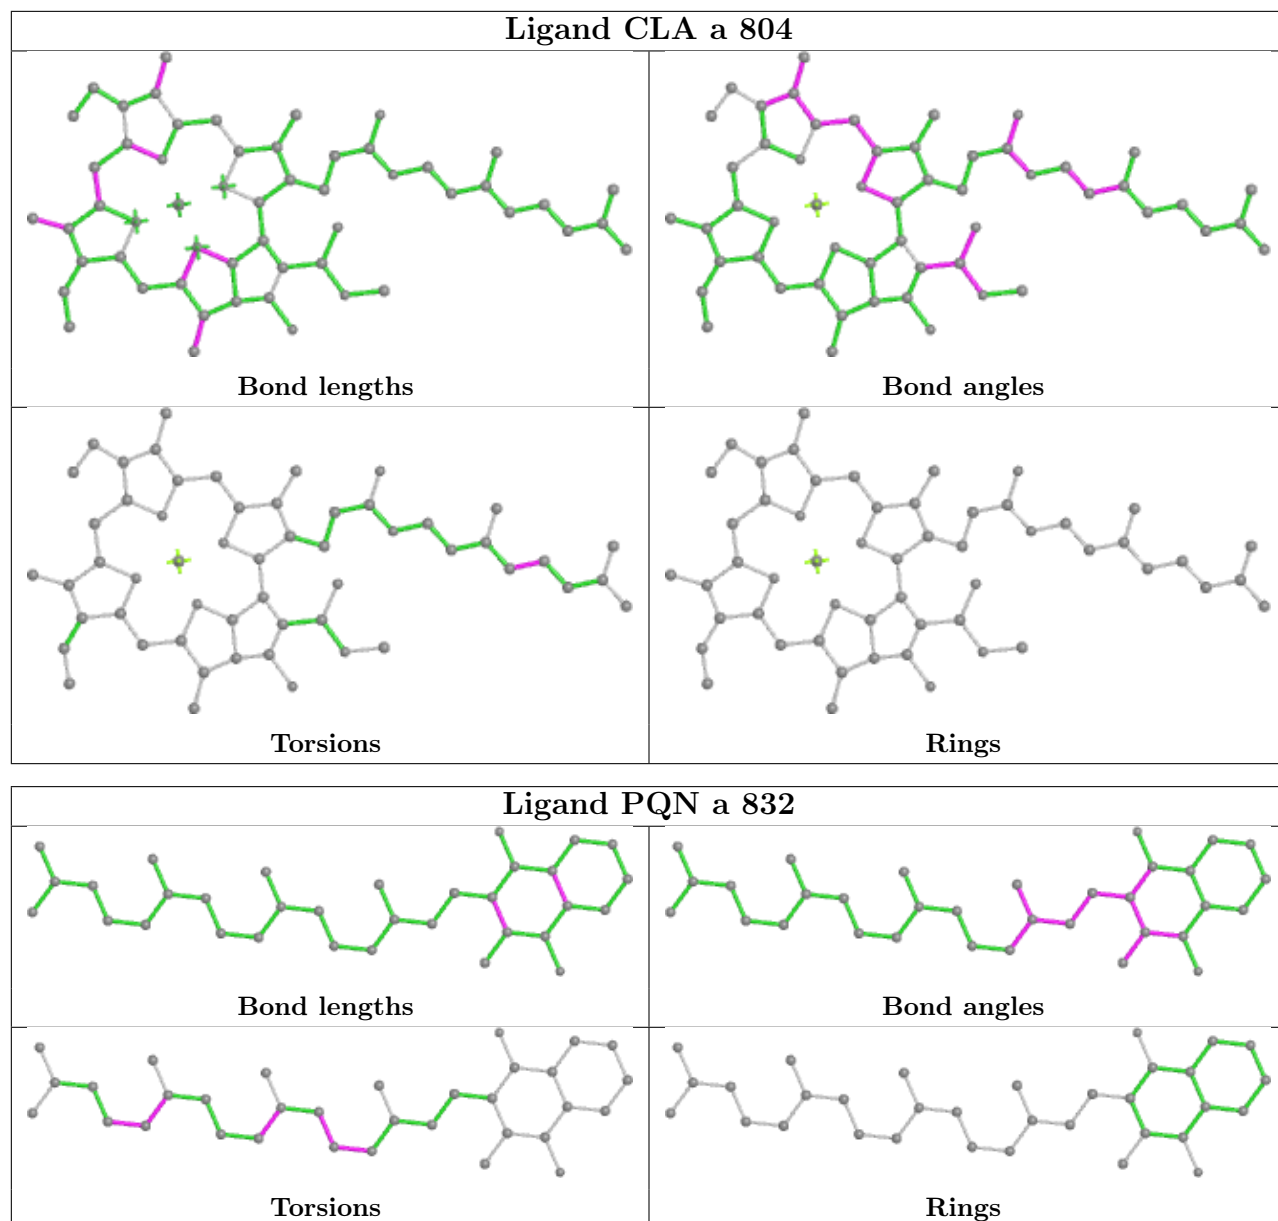 Ligand CLA a 804
Bond lengths
Bond angles
Torsions
Rings
Ligand PQN a 832
Bond lengths
Bond angles
Torsions
Rings